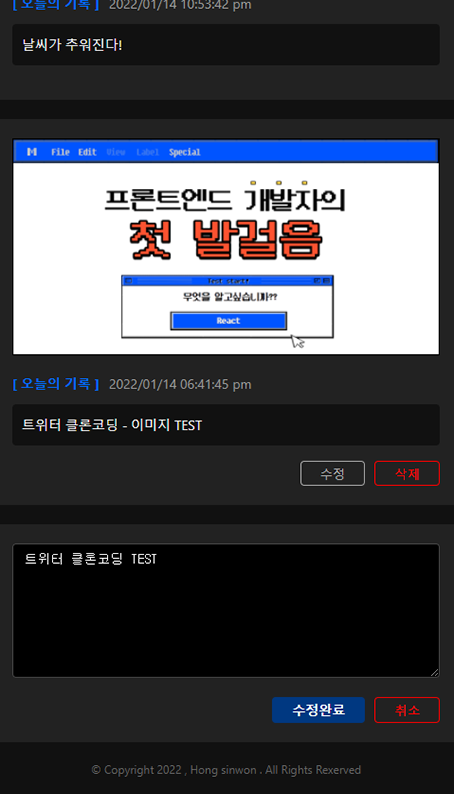 [ 오늘의 기록 ] 2022/01/14 10:53:42 pm
날씨가 추워진다!
File Edit View Label Special
프론트엔드 개발자의
첫 발걸음
Test start
무엇을 알고싶습니까??
React
[ 오늘의 기록 ] 2022/01/14 06:41:45 pm
트위터 클론코딩 - 이미지 TEST
수정 삭제
트위터 클론코딩 TEST
수정완료 취소
© Copyright 2022 , Hong sinwon . All Rights Rexerved